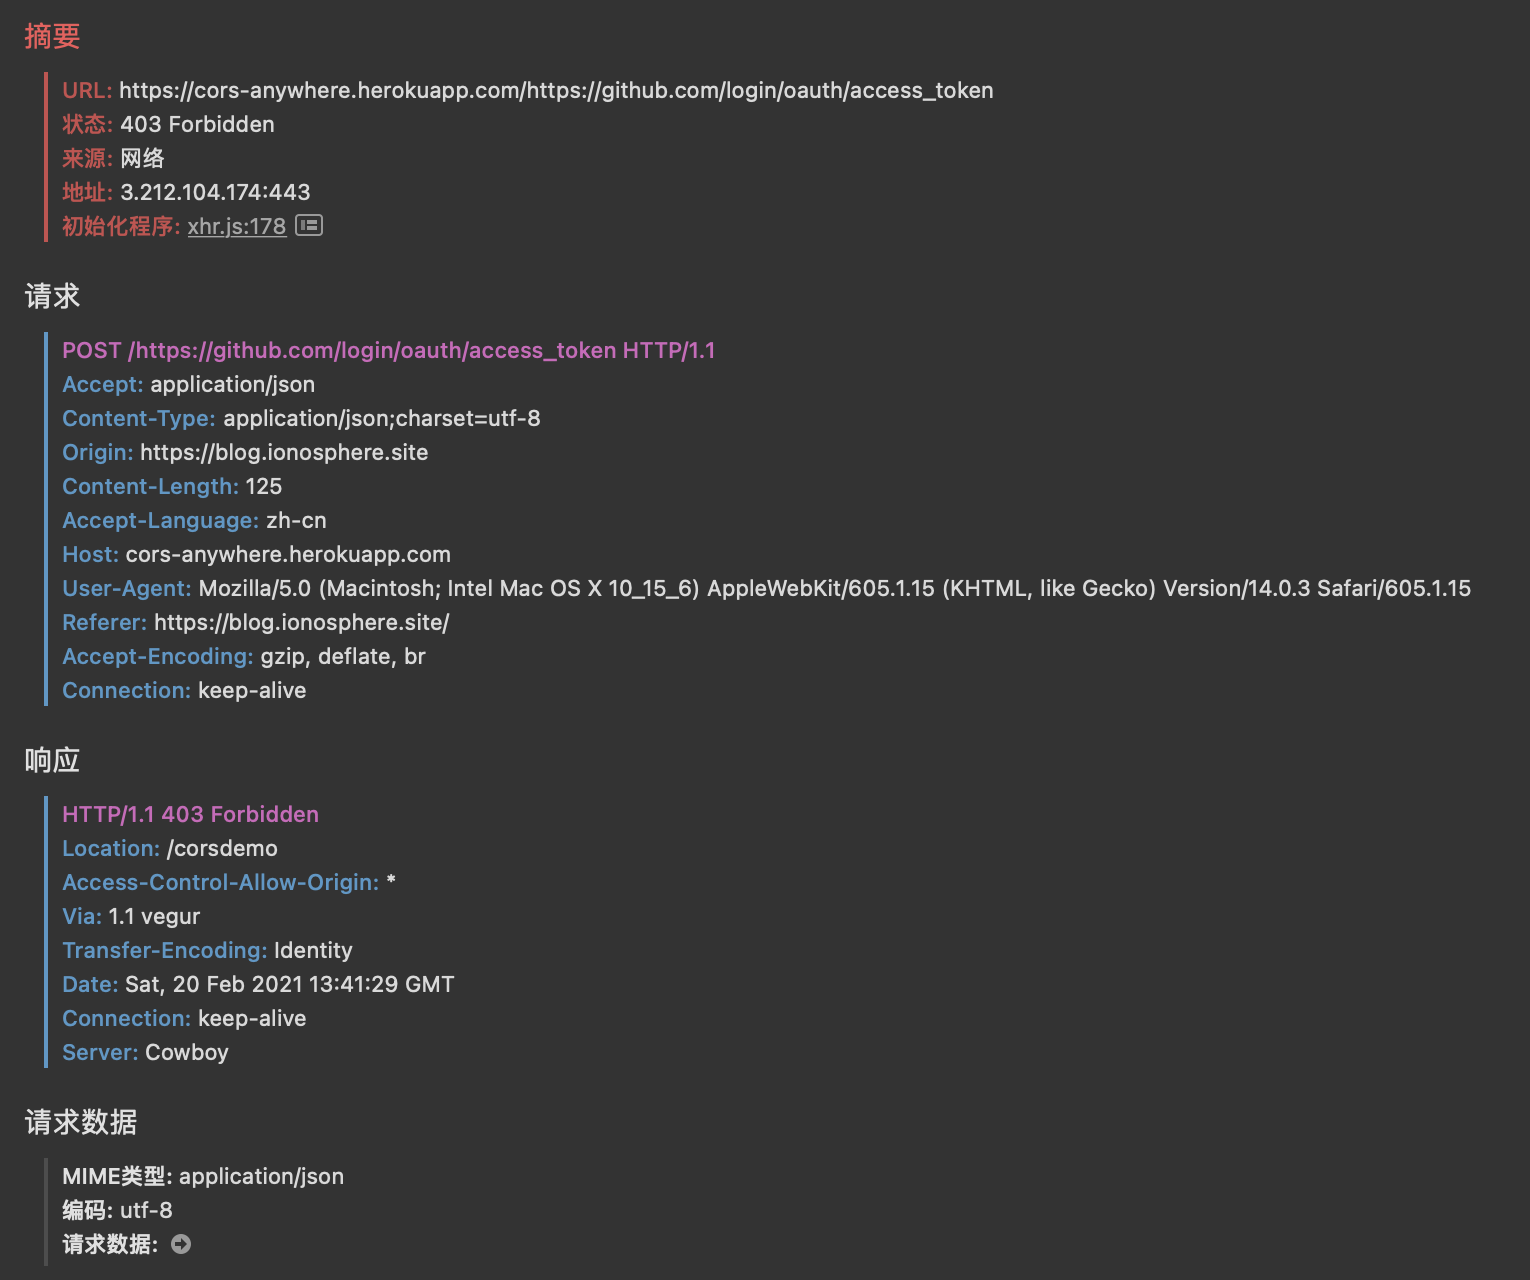 摘要
URL: https://cors-anywhere.herokuapp.com/https://github.com/login/oauth/access_token
状态: 403 Forbidden
来源: 网络
地址: 3.212.104.174:443
初始化程序: xhr.js:178
请求
POST /https://github.com/login/oauth/access_token HTTP/1.1
Accept: application/json
Content-Type: application/json;charset=utf-8
Origin: https://blog.ionosphere.site
Content-Length: 125
Accept-Language: zh-cn
Host: cors-anywhere.herokuapp.com
User-Agent: Mozilla/5.0 (Macintosh; Intel Mac OS X 10_15_6) AppleWebKit/605.1.15 (KHTML, like Gecko) Version/14.0.3 Safari/605.1.15
Referer: https://blog.ionosphere.site/
Accept-Encoding: gzip, deflate, br
Connection: keep-alive
响应
HTTP/1.1 403 Forbidden
Location: /corsdemo
Access-Control-Allow-Origin: *
Via: 1.1 vegur
Transfer-Encoding: Identity
Date: Sat, 20 Feb 2021 13:41:29 GMT
Connection: keep-alive
Server: Cowboy
请求数据
MIME类型: application/json
编码: utf-8
请求数据: